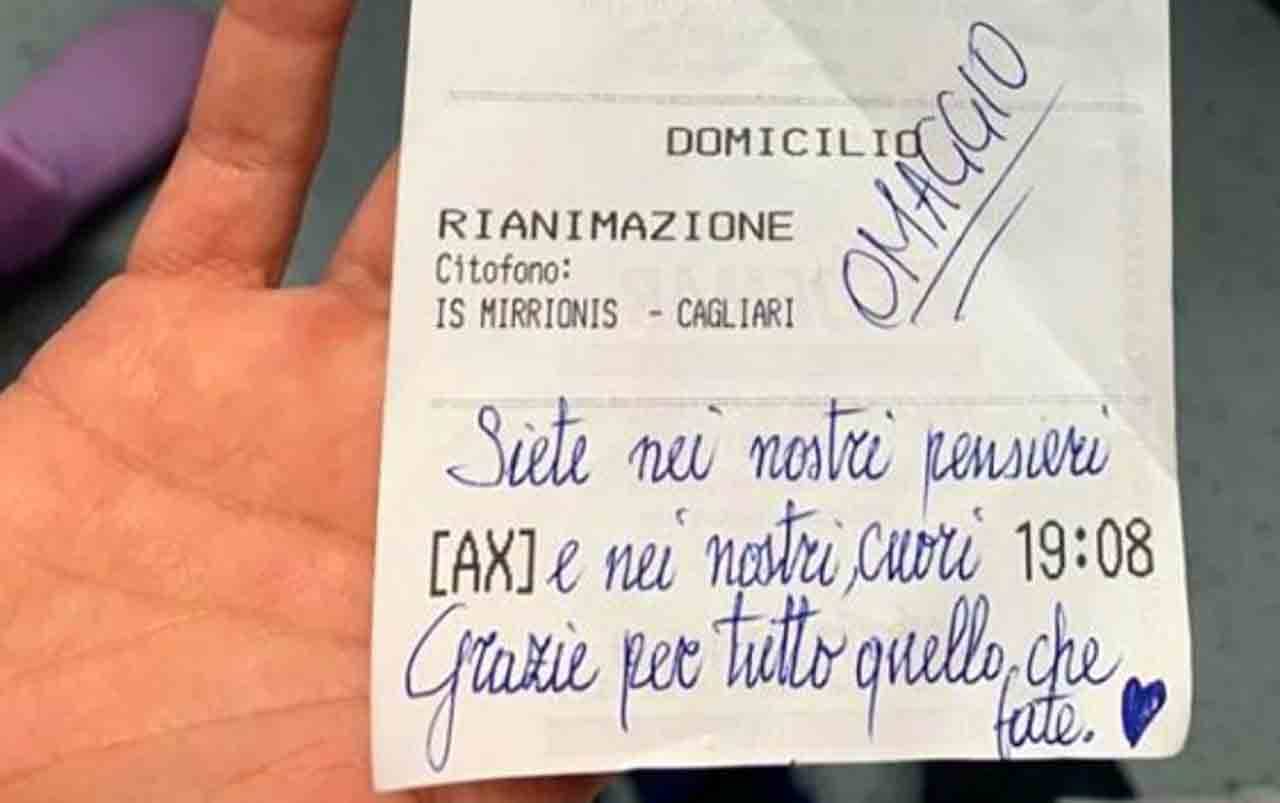 DOMICILIO
OMAGGIO
RIANIMAZIONE
Citofono:
IS MIRRIONIS - CAGLIARI
Siete nei nostri pensieri
[AX] e nei nostri cuori 19:08
Grazie per tutto quello che
fate.